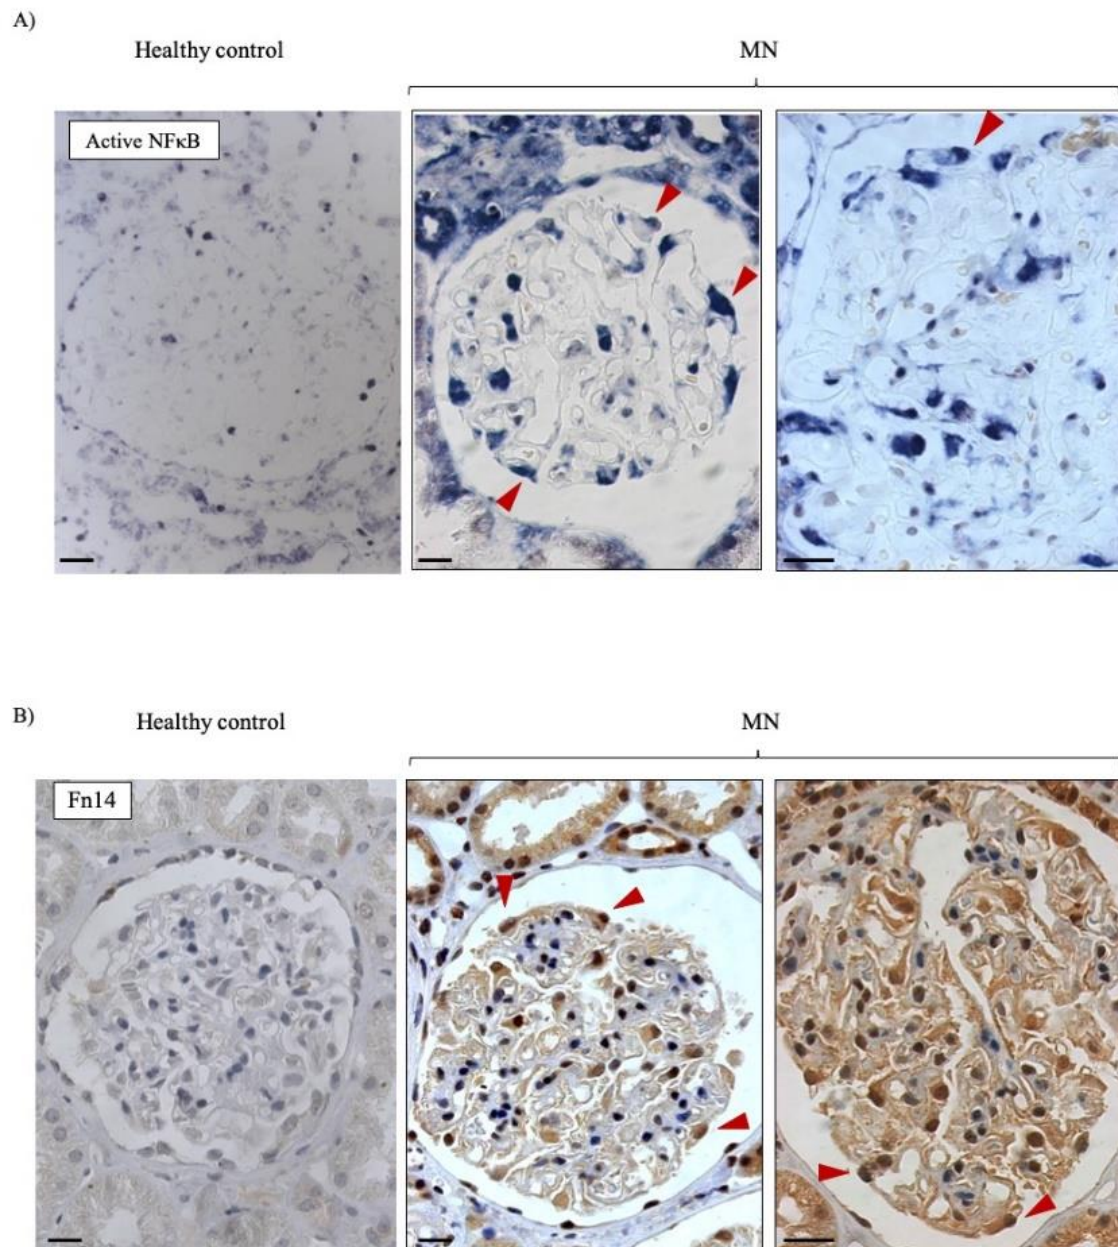 A)
Healthy control
MN
Active NFκB
B)
Healthy control
MN
Fn14